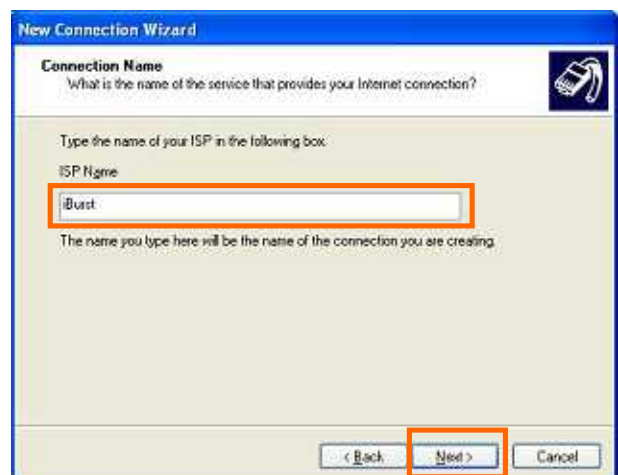 New Connection Wizard
Connection Name
What is the name of the service that provides your Internet connection?
Type the name of your ISP in the following box.
ISP Name
iBurst
The name you type here will be the name of the connection you are creating.
< Back
Next >
Cancel